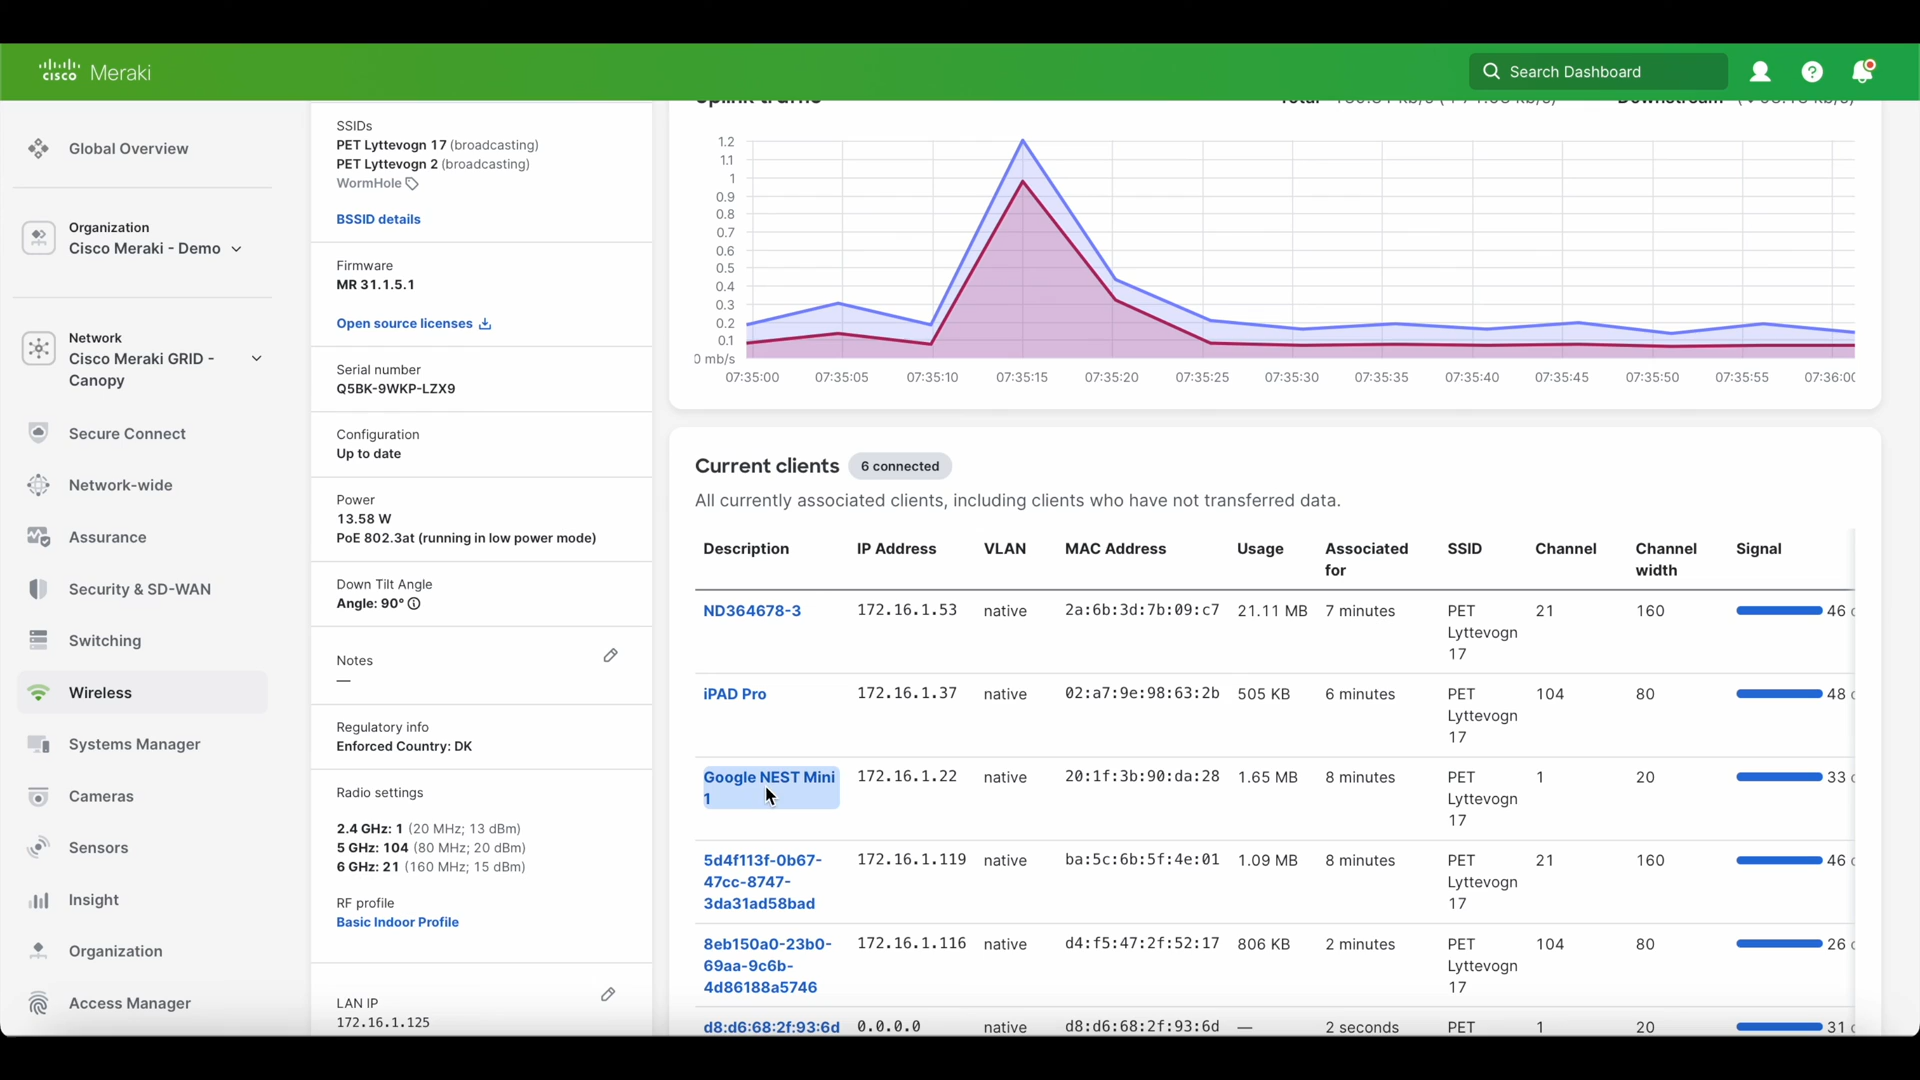 cisco Meraki
Search Dashboard
Global Overview
Organization
Cisco Meraki - Demo
Network
Cisco Meraki GRID -
Canopy
Secure Connect
Network-wide
Assurance
Security & SD-WAN
Switching
Wireless
Systems Manager
Cameras
Sensors
Insight
Organization
Access Manager
SSIDs
PET Lyttevogn 17 (broadcasting)
PET Lyttevogn 2 (broadcasting)
WormHole
BSSID details
Firmware
MR 31.1.5.1
Open source licenses
Serial number
Q5BK-9WKP-LZX9
Configuration
Up to date
Power
13.58 W
PoE 802.3at (running in low power mode)
Down Tilt Angle
Angle: 90°
Notes
—
Regulatory info
Enforced Country: DK
Radio settings
2.4 GHz: 1 (20 MHz; 13 dBm)
5 GHz: 104 (80 MHz; 20 dBm)
6 GHz: 21 (160 MHz; 15 dBm)
RF profile
Basic Indoor Profile
LAN IP
172.16.1.125
Uplink traffic Total Downstream
1.2
1.1
1
0.9
0.8
0.7
0.6
0.5
0.4
0.3
0.2
0.1
0 mb/s
07:35:00 07:35:05 07:35:10 07:35:15 07:35:20 07:35:25 07:35:30 07:35:35 07:35:40 07:35:45 07:35:50 07:35:55 07:36:00
Current clients 6 connected
All currently associated clients, including clients who have not transferred data.
Description IP Address VLAN MAC Address Usage Associated SSID Channel Channel Signal
for width
ND364678-3 172.16.1.53 native 2a:6b:3d:7b:09:c7 21.11 MB 7 minutes PET 21 160 46
Lyttevogn
17
iPAD Pro 172.16.1.37 native 02:a7:9e:98:63:2b 505 KB 6 minutes PET 104 80 48
Lyttevogn
17
Google NEST Mini 172.16.1.22 native 20:1f:3b:90:da:28 1.65 MB 8 minutes PET 1 20 33
1 Lyttevogn
17
5d4f113f-0b67- 172.16.1.119 native ba:5c:6b:5f:4e:01 1.09 MB 8 minutes PET 21 160 46
47cc-8747- Lyttevogn
3da31ad58bad 17
8eb150a0-23b0- 172.16.1.116 native d4:f5:47:2f:52:17 806 KB 2 minutes PET 104 80 26
69aa-9c6b- Lyttevogn
4d86188a5746 17
d8:d6:68:2f:93:6d 0.0.0.0 native d8:d6:68:2f:93:6d — 2 seconds PET 1 20 31